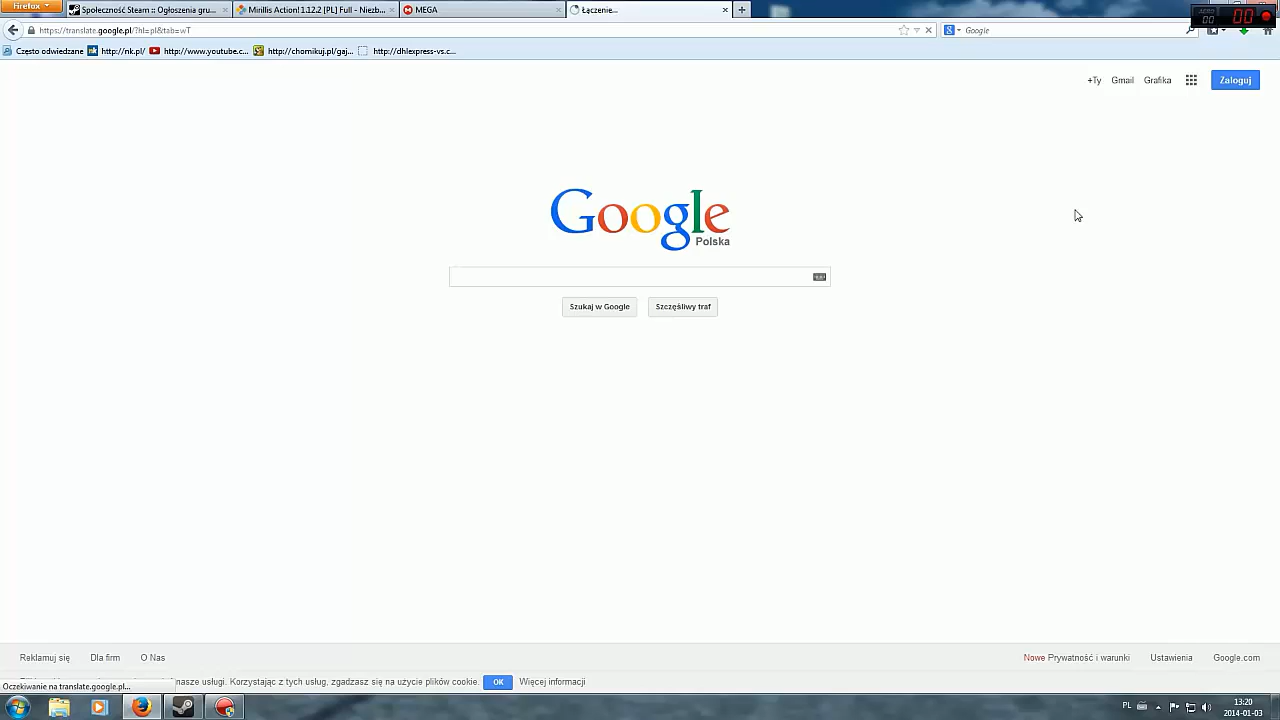 Firefox
Społeczność Steam :: Ogłoszenia gru...
Mirillis Action! 1.12.2 [PL] Full - Niezb...
MEGA
Łączenie...
https://translate.google.pl/?hl=pl&tab=wT
Google
Często odwiedzane
http://nk.pl/
http://www.youtube.c...
http://chomikuj.pl/gaj...
http://dhlexpress-vs.c...
+Ty
Gmail
Grafika
Zaloguj
Google
Polska
Szukaj w Google
Szczęśliwy traf
Reklamuj się
Dla firm
O Nas
Nowe Prywatność i warunki
Ustawienia
Google.com
nasze usługi. Korzystając z tych usług, zgadzasz się na użycie plików cookie.
OK
Więcej informacji
Oczekiwanie na translate.google.pl...
PL
13:20
2014-01-03
00
00